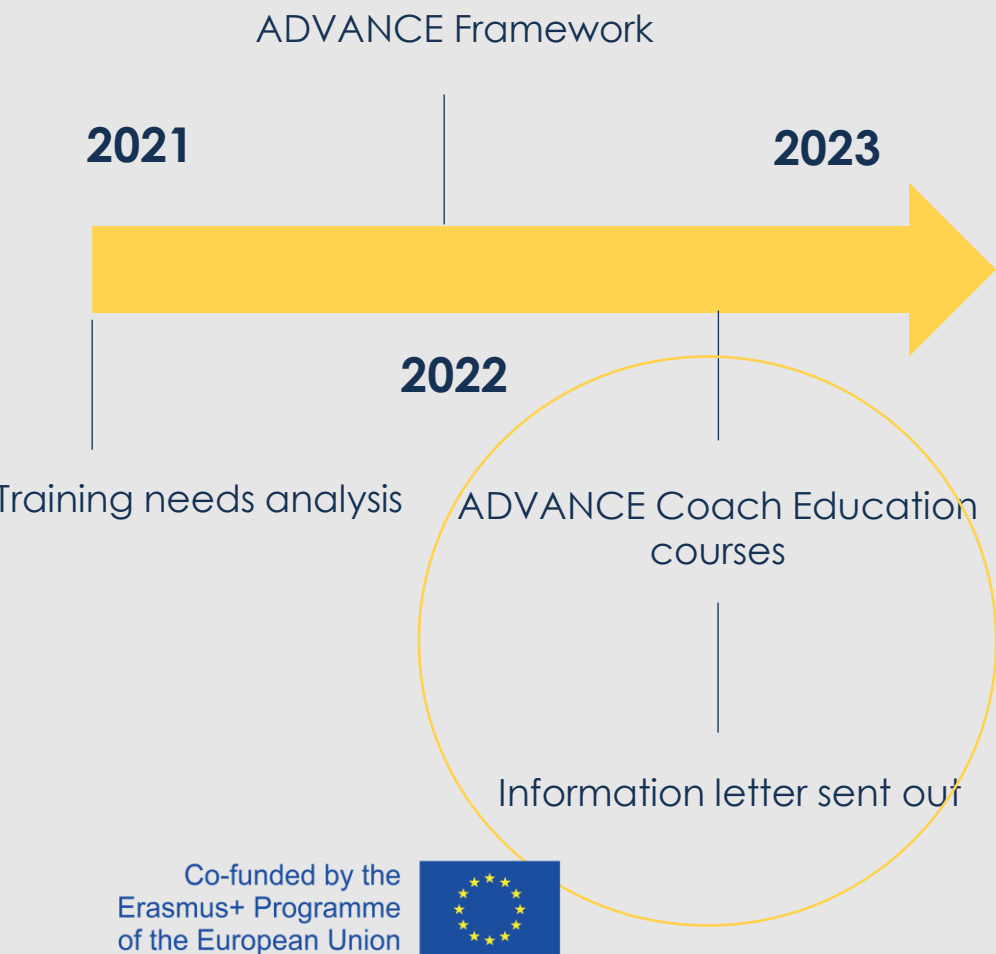 ADVANCE Framework
2021
2023
2022
Training needs analysis
ADVANCE Coach Education
courses
Information letter sent out
Co-funded by the
Erasmus+ Programme
of the European Union